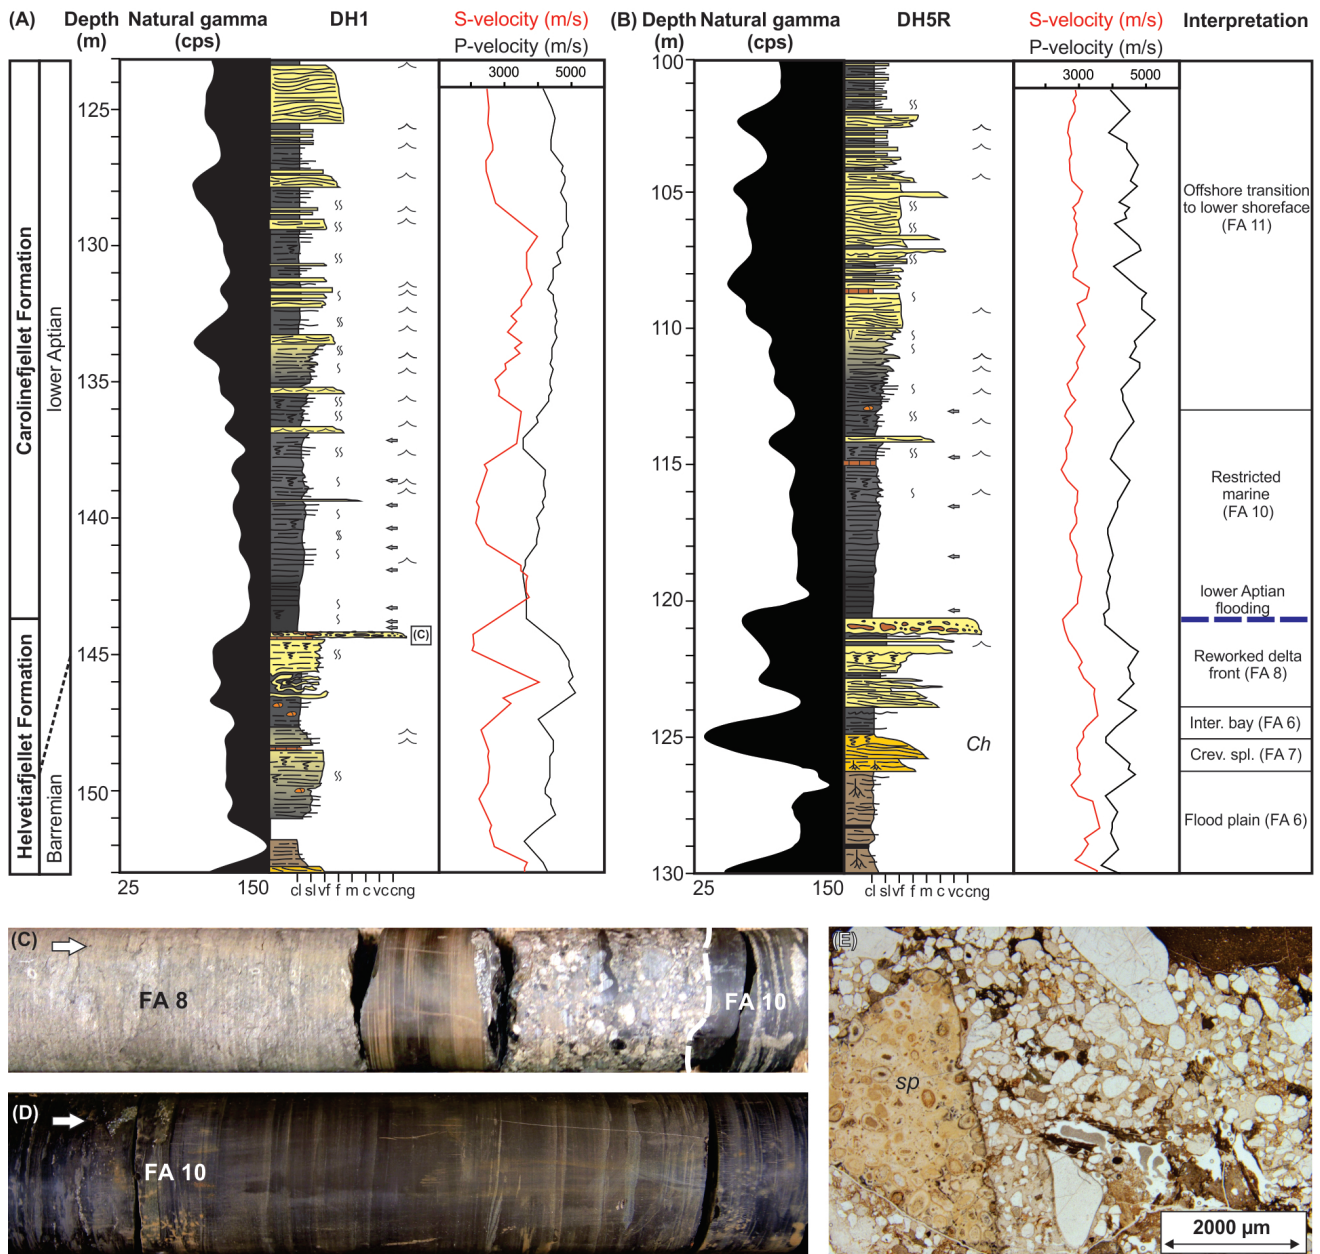 (A)
Depth
(m)
Natural gamma
(cps)
DH1
S-velocity (m/s)
P-velocity (m/s)
3000 5000
Carolinefjellet Formation
lower Aptian
Helvetiafjellet Formation
Barremian
125
130
135
140
145
150
(C)
25 150
cl sl vf f m c vc cng
(B)
Depth
(m)
Natural gamma
(cps)
DH5R
S-velocity (m/s)
P-velocity (m/s)
Interpretation
3000 5000
100
105
110
115
120
125
130
Ch
25 150
cl sl vf f m c vc cng
Offshore transition
to lower shoreface
(FA 11)
Restricted
marine
(FA 10)
lower Aptian
flooding
Reworked delta
front (FA 8)
Inter. bay (FA 6)
Crev. spl. (FA 7)
Flood plain (FA 6)
(C)
FA 8
FA 10
(D)
FA 10
(E)
sp
2000 µm